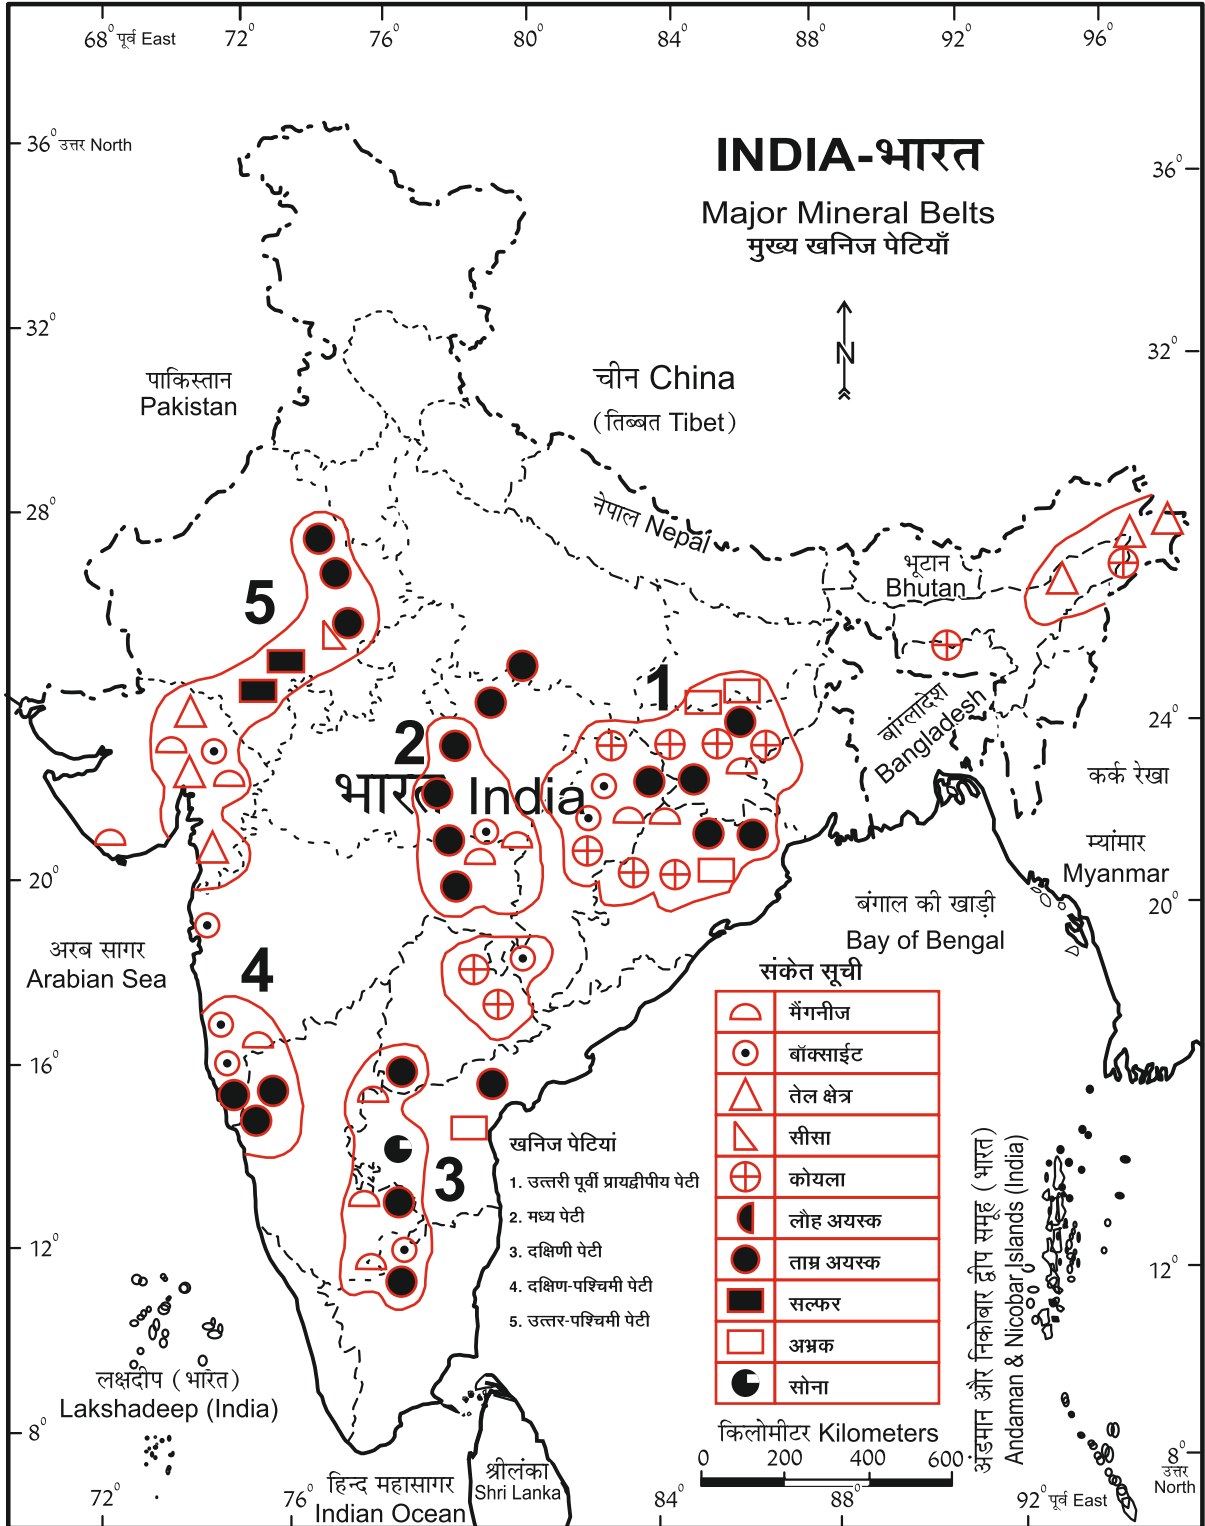 68° पूर्व East
72°
76°
80°
84°
88°
92°
96°
36° उत्तर North
INDIA-भारत
36°
Major Mineral Belts
मुख्य खनिज पेटियाँ
32°
N
32°
पाकिस्तान
Pakistan
चीन China
(तिब्बत Tibet)
28°
नेपाल Nepal
भूटान
Bhutan
5
1
24°
बांग्लादेश
Bangladesh
2
भारत India
कर्क रेखा
म्यांमार
Myanmar
20°
20°
बंगाल की खाड़ी
Bay of Bengal
अरब सागर
Arabian Sea
4
संकेत सूची
मैंगनीज
बॉक्साईट
तेल क्षेत्र
सीसा
कोयला
लौह अयस्क
ताम्र अयस्क
सल्फर
अभ्रक
सोना
16°
3
खनिज पेटियां
1. उत्तरी पूर्वी प्रायद्वीपीय पेटी
2. मध्य पेटी
3. दक्षिणी पेटी
4. दक्षिण-पश्चिमी पेटी
5. उत्तर-पश्चिमी पेटी
12°
12°
अंडमान और निकोबार द्वीप समूह (भारत)
Andaman & Nicobar Islands (India)
लक्षदीप (भारत)
Lakshadeep (India)
8°
किलोमीटर Kilometers
0 200 400 600
8°
उत्तर
North
हिन्द महासागर
Indian Ocean
श्रीलंका
Shri Lanka
72°
76°
84°
88°
92° पूर्व East